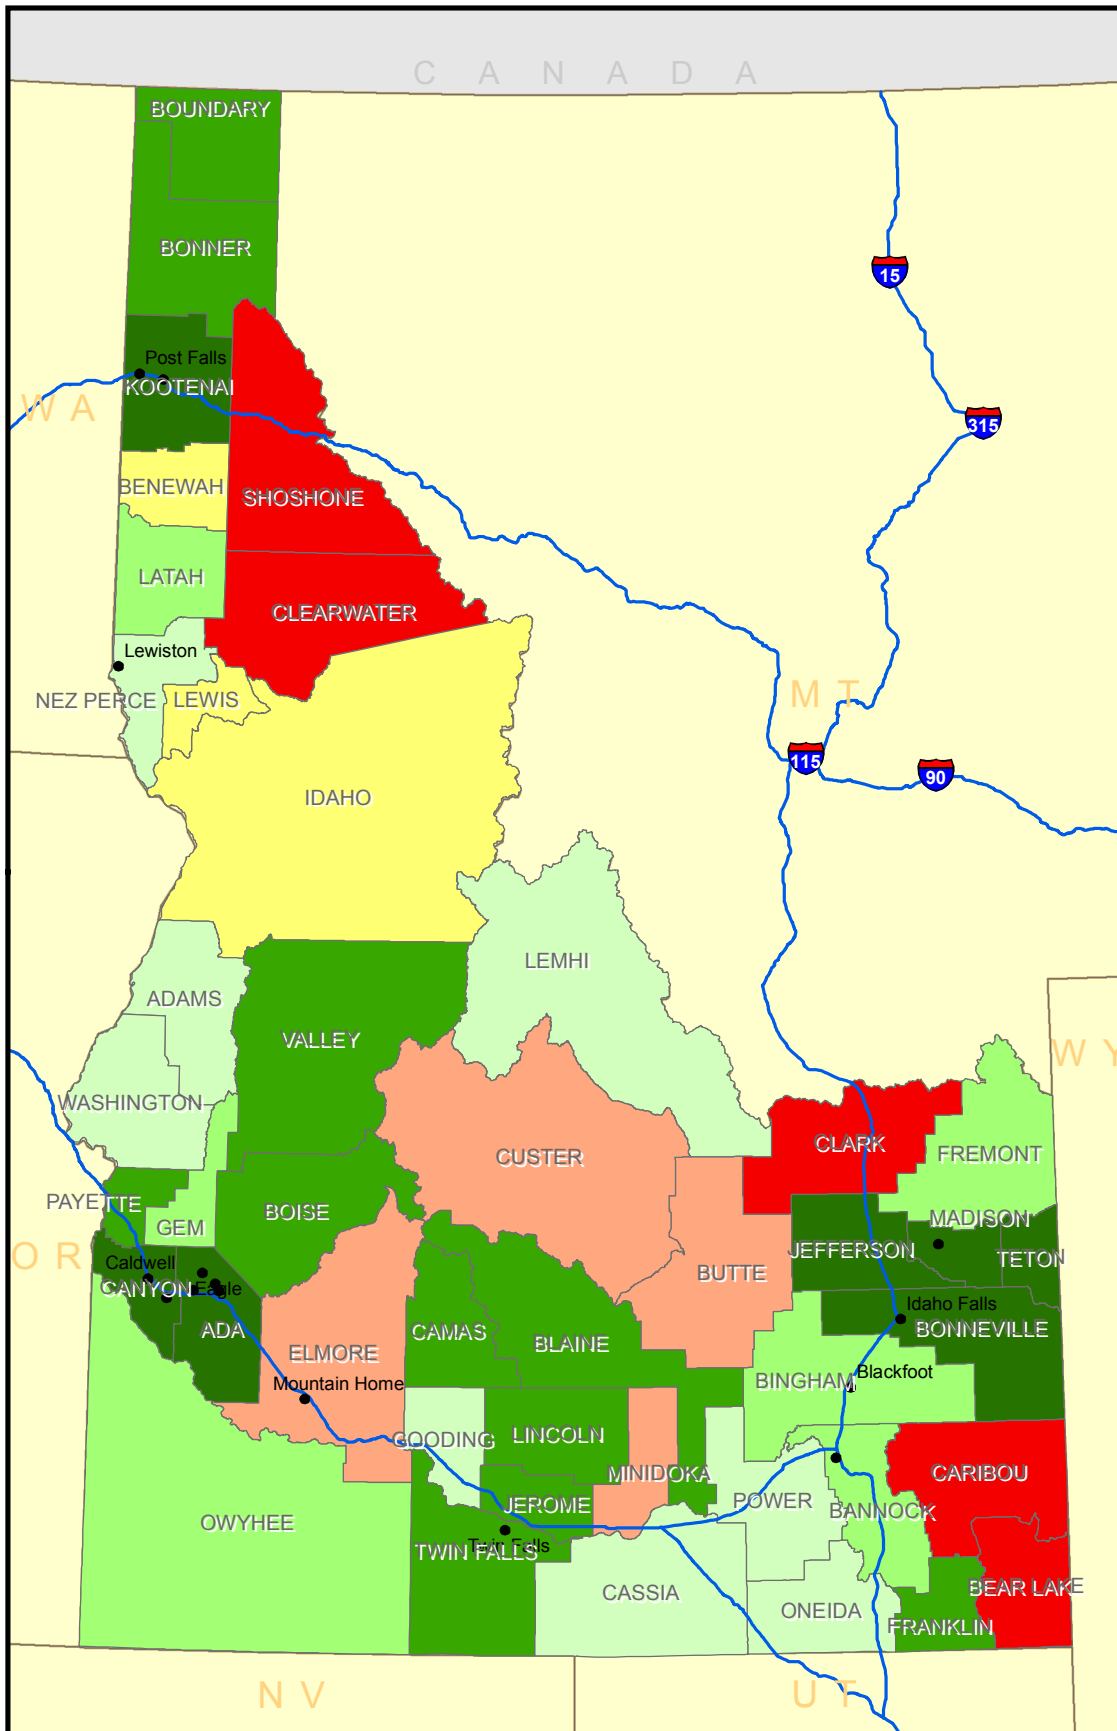 C A N A D A
BOUNDARY
BONNER
15
Post Falls
KOOTENAI
W A
315
BENEWAH
SHOSHONE
LATAH
CLEARWATER
Lewiston
NEZ PERCE
LEWIS
M T
115
90
IDAHO
LEMHI
ADAMS
VALLEY
W Y
WASHINGTON
CLARK
CUSTER
FREMONT
PAYETTE
BOISE
GEM
MADISON
JEFFERSON
O R
TETON
Caldwell
BUTTE
CANYON
Eagle
Idaho Falls
ADA
CAMAS
BLAINE
BONNEVILLE
ELMORE
Mountain Home
BINGHAM
Blackfoot
GOODING
LINCOLN
MINIDOKA
CARIBOU
POWER
JEROME
BANNOCK
OWYHEE
Twin Falls
TWIN FALLS
CASSIA
BEAR LAKE
ONEIDA
FRANKLIN
N V
U T